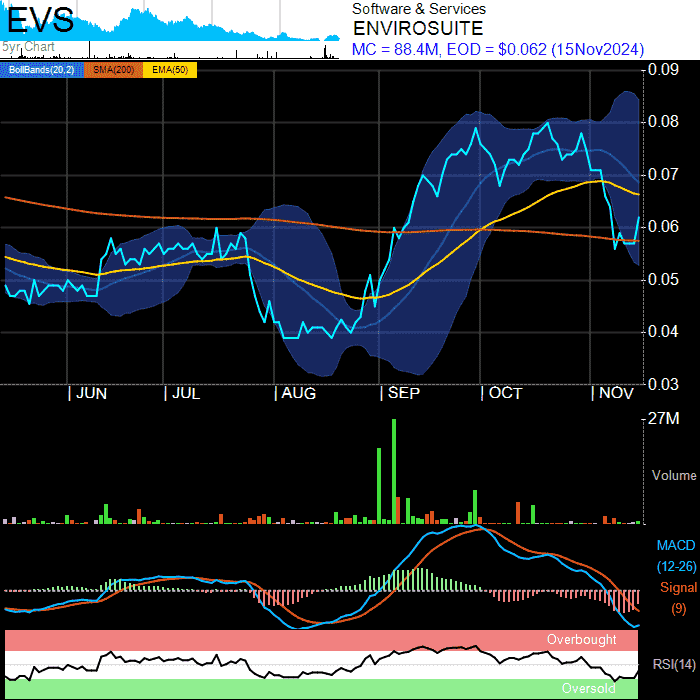 EVS
5yr Chart
Software & Services
ENVIROSUITE
MC = 88.4M, EOD = $0.062 (15Nov2024)
BollBands(20,2) SMA(200) EMA(50)
0.09
0.08
0.07
0.06
0.05
0.04
0.03
| JUN | JUL | AUG | SEP | OCT | NOV
27M
Volume
MACD
(12-26)
Signal
(9)
Overbought
RSI(14)
Oversold